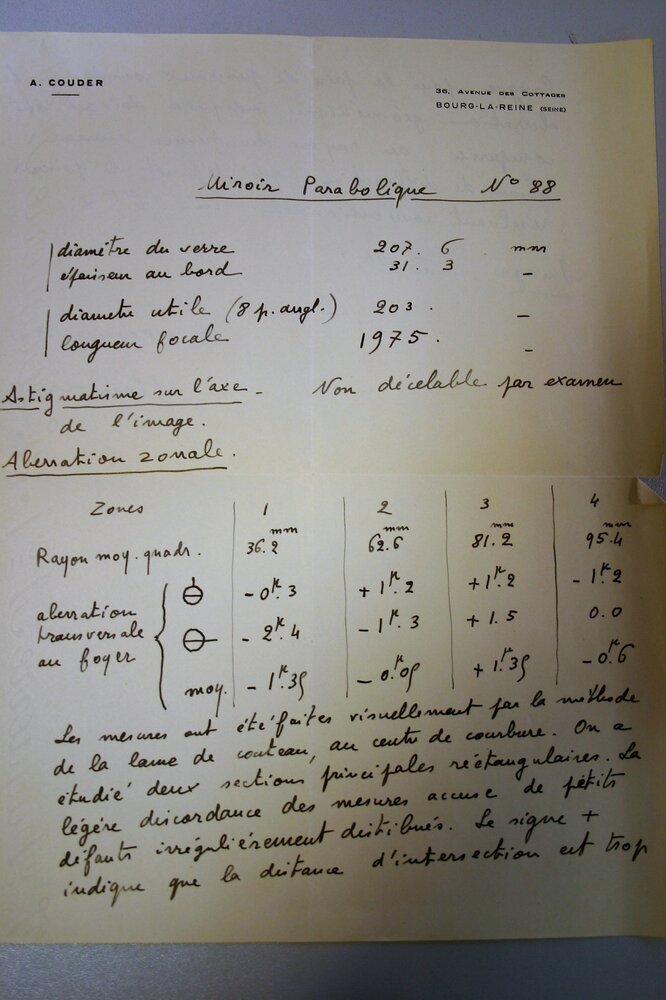 A. COUDER
36, AVENUE DES COTTAGES
BOURG-LA-REINE (SEINE)
Miroir Parabolique N° 88
diamètre du verre 207. 6 mm
épaisseur au bord 31. 3 _
diametre utile (8 p. angl.) 203 . _
longueur focale 1975 . _
Astigmatisme sur l'axe - Non décelable par examen
de l'image.
Aberration zonale.
Zones 1 2 3 4
Rayon moy. quadr. 36.2 mm 62.6 mm 81.2 mm 95.4 mm
aberration transversale au foyer
- 0μ.3 + 1μ.2 + 1μ.2 - 1μ.2
- 2μ.4 - 1μ.3 + 1.5 0.0
moy. - 1μ.35 - 0μ.05 + 1μ.35 - 0μ.6
Les mesures ont été faites visuellement par la méthode
de la lame de couteau, au centre de courbure. On a
étudié deux sections principales réctangulaires. La
légère discordance des mesures accuse de petits
défauts irrégulièrement distibués. Le signe +
indique que la distance d'intersection est trop